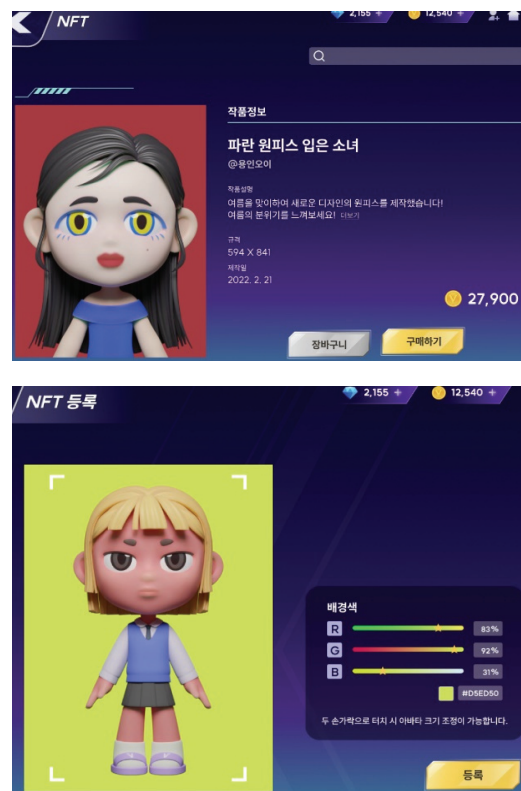 NFT
2,155 +
12,540 +
작품정보
파란 원피스 입은 소녀
@용인오이
작품설명
여름을 맞이하여 새로운 디자인의 원피스를 제작했습니다!
여름의 분위기를 느껴보세요! 더보기
규격
594 X 841
제작일
2022. 2. 21
27,900
장바구니
구매하기
NFT 등록
2,155 +
12,540 +
배경색
R 83%
G 92%
B 31%
#D5ED50
두 손가락으로 터치 시 아바타 크기 조정이 가능합니다.
등록